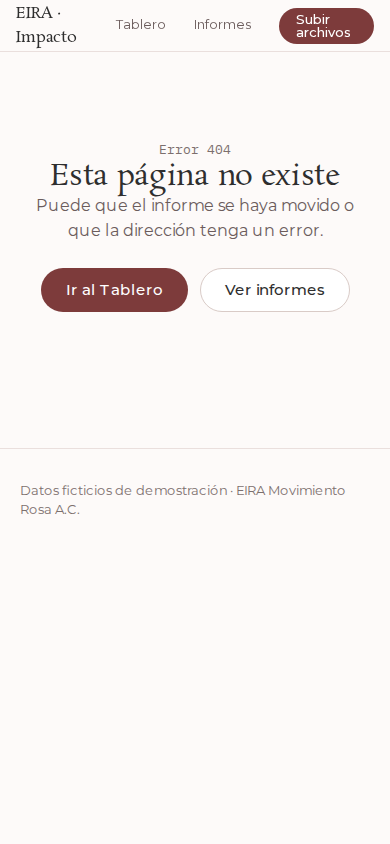 EIRA ·
Impacto
Tablero
Informes
Subir
archivos
Error 404
Esta página no existe
Puede que el informe se haya movido o
que la dirección tenga un error.
Ir al Tablero
Ver informes
Datos ficticios de demostración · EIRA Movimiento
Rosa A.C.